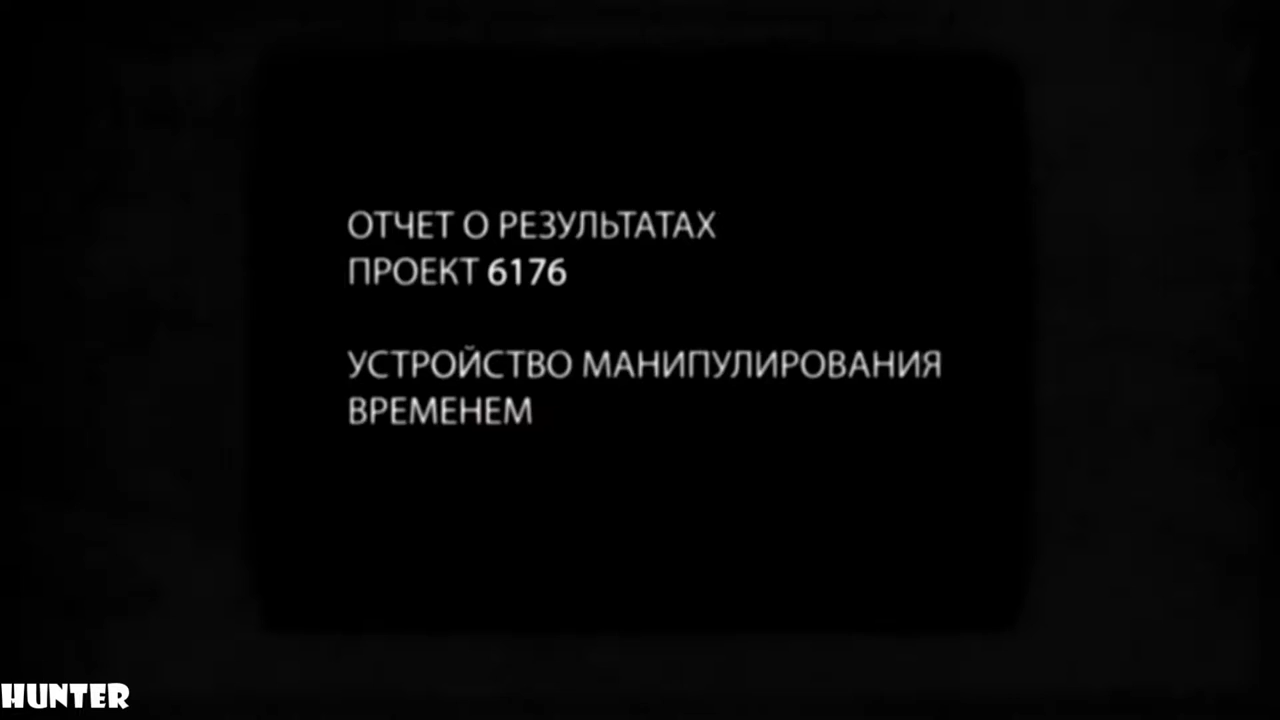 ОТЧЕТ О РЕЗУЛЬТАТАХ
ПРОЕКТ 6176
УСТРОЙСТВО МАНИПУЛИРОВАНИЯ
ВРЕМЕНЕМ
HUNTER